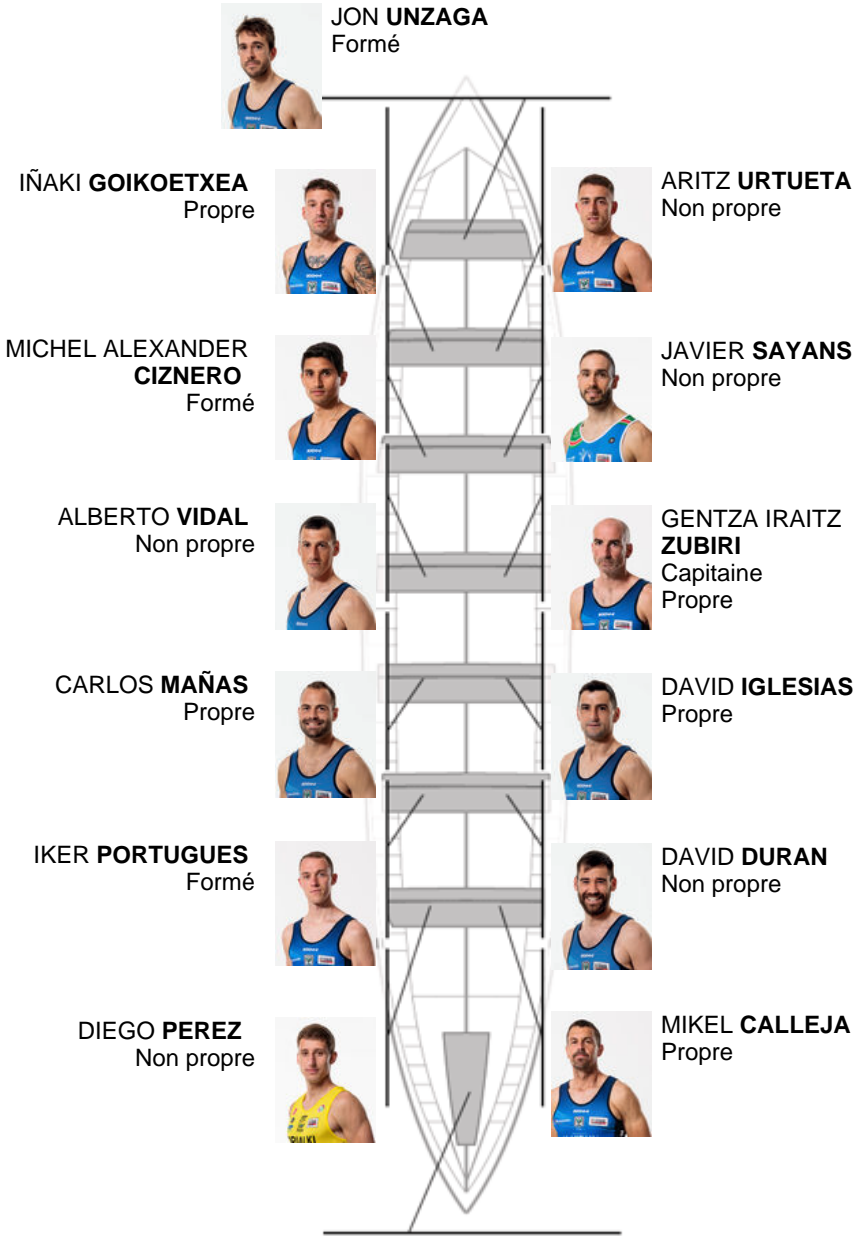 JON UNZAGA
Formé
IÑAKI GOIKOETXEA
Propre
ARITZ URTUETA
Non propre
MICHEL ALEXANDER
CIZNERO
Formé
JAVIER SAYANS
Non propre
ALBERTO VIDAL
Non propre
GENTZA IRAITZ
ZUBIRI
Capitaine
Propre
CARLOS MAÑAS
Propre
DAVID IGLESIAS
Propre
IKER PORTUGUES
Formé
DAVID DURAN
Non propre
DIEGO PEREZ
Non propre
MIKEL CALLEJA
Propre